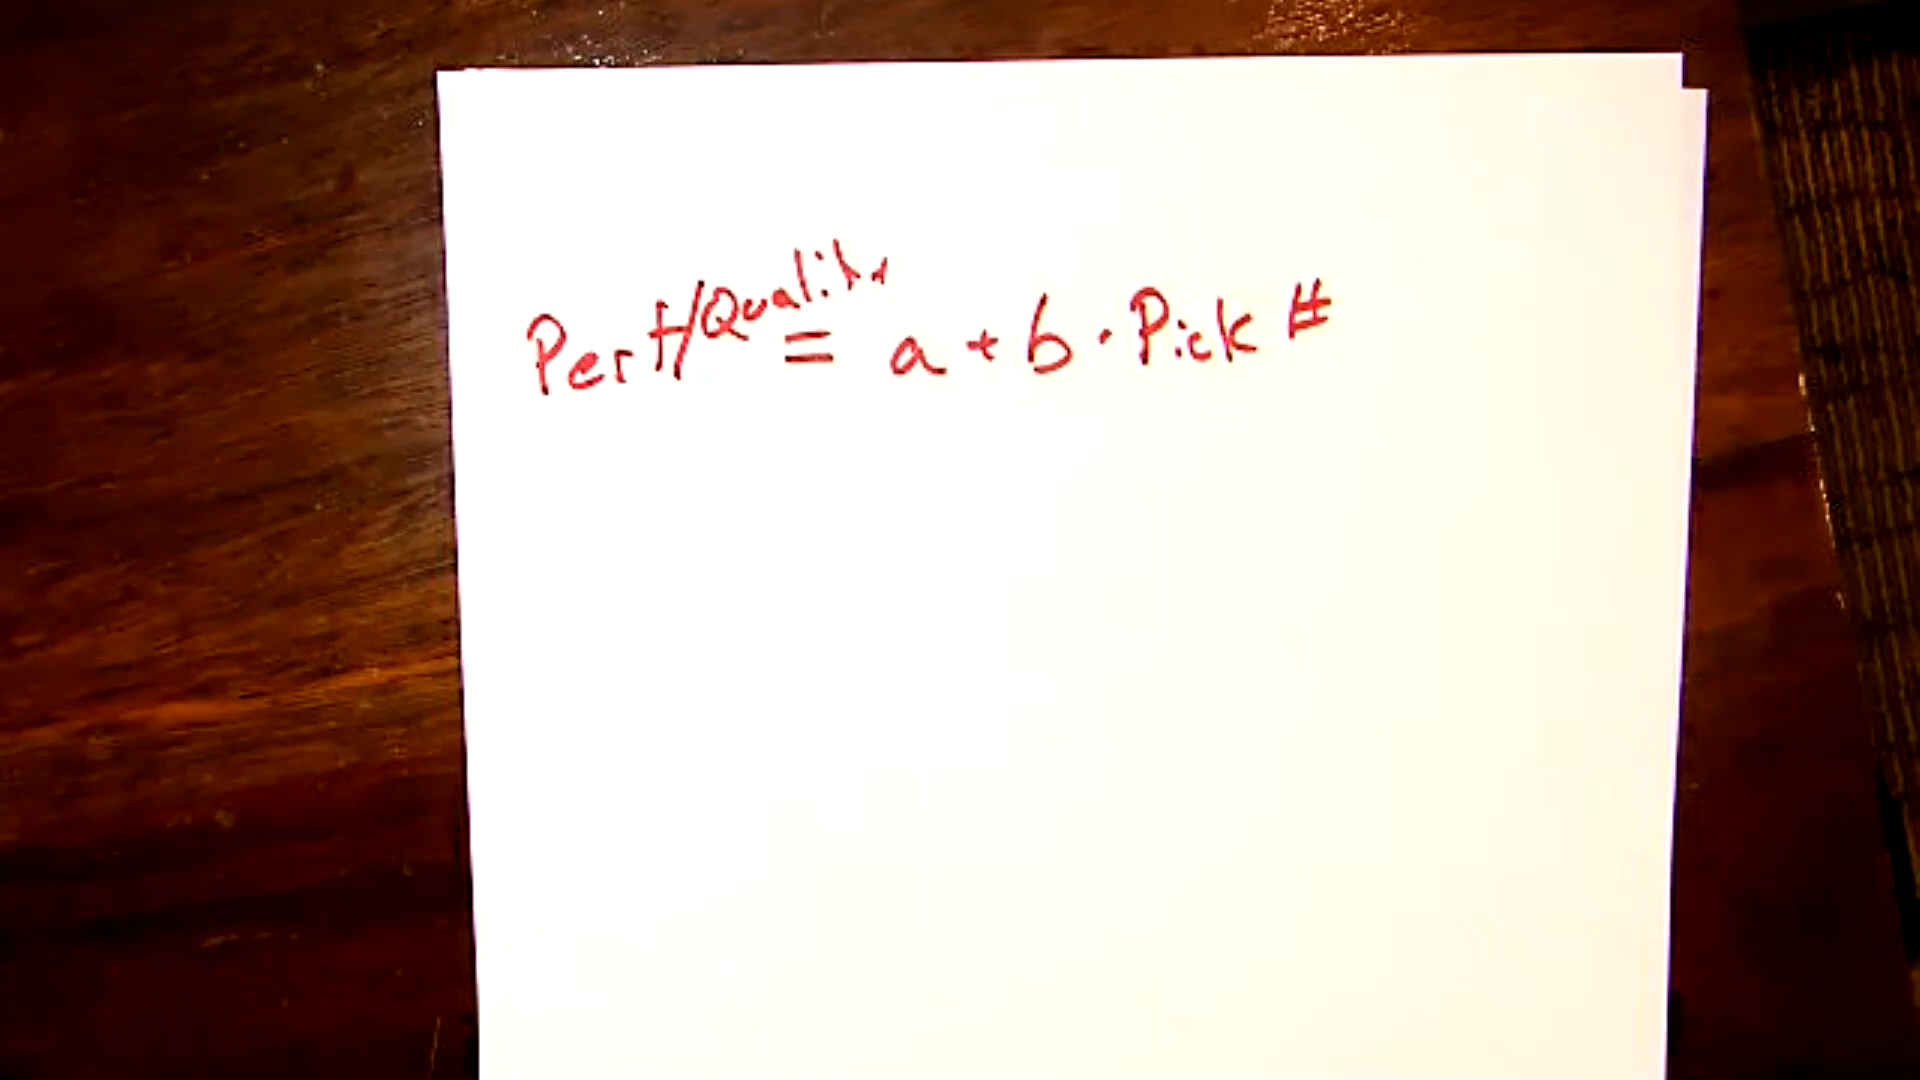 Perf/Quality = a + b · Pick #